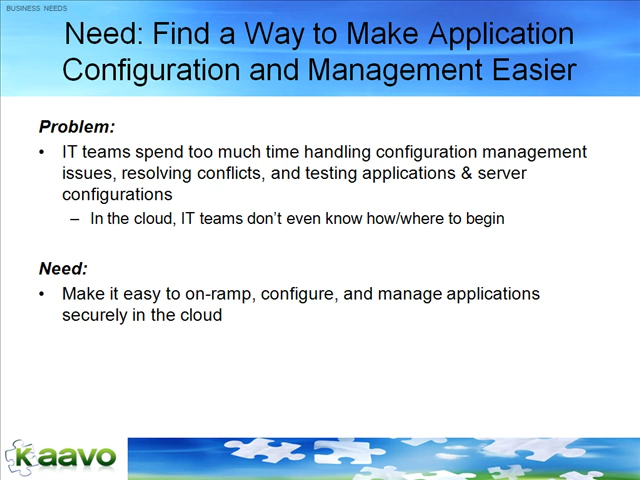 BUSINESS NEEDS
Need: Find a Way to Make Application
Configuration and Management Easier
Problem:
• IT teams spend too much time handling configuration management
issues, resolving conflicts, and testing applications & server
configurations
– In the cloud, IT teams don’t even know how/where to begin
Need:
• Make it easy to on-ramp, configure, and manage applications
securely in the cloud
kaavo